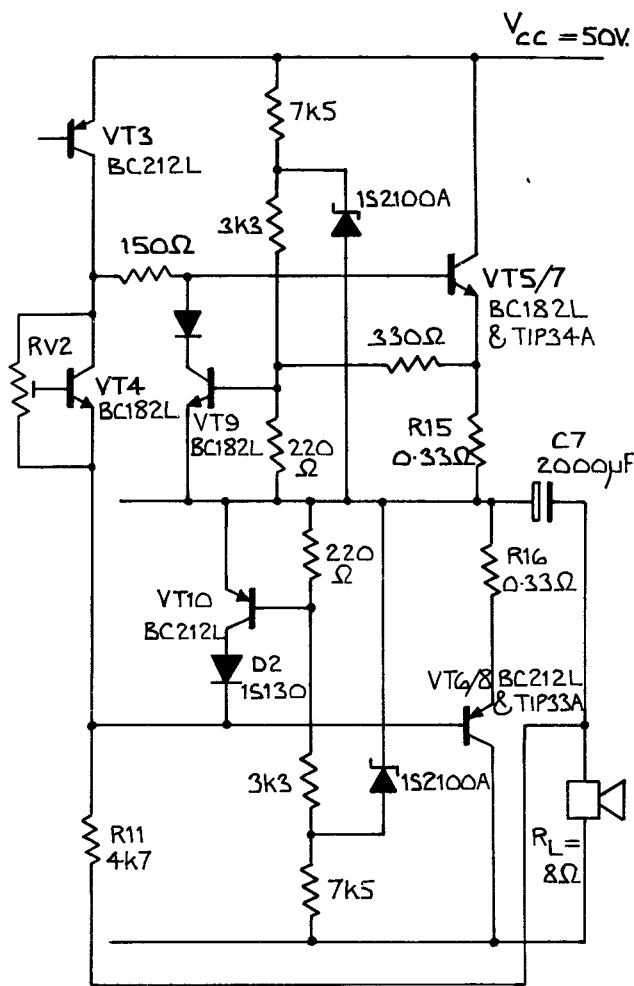 Vcc = 50V.
7k5
VT3
BC212L
1S2100A
3k3
150Ω
VT5/7
BC182L
& TIP34A
330Ω
RV2
VT4
BC182L
VT9
BC182L
220
Ω
R15
0.33Ω
C7
2000µF
220
Ω
R16
0.33Ω
VT10
BC212L
D2
1S130
VT6/8 BC212L
& TIP33A
3k3
1S2100A
R11
4k7
RL=
8Ω
7k5